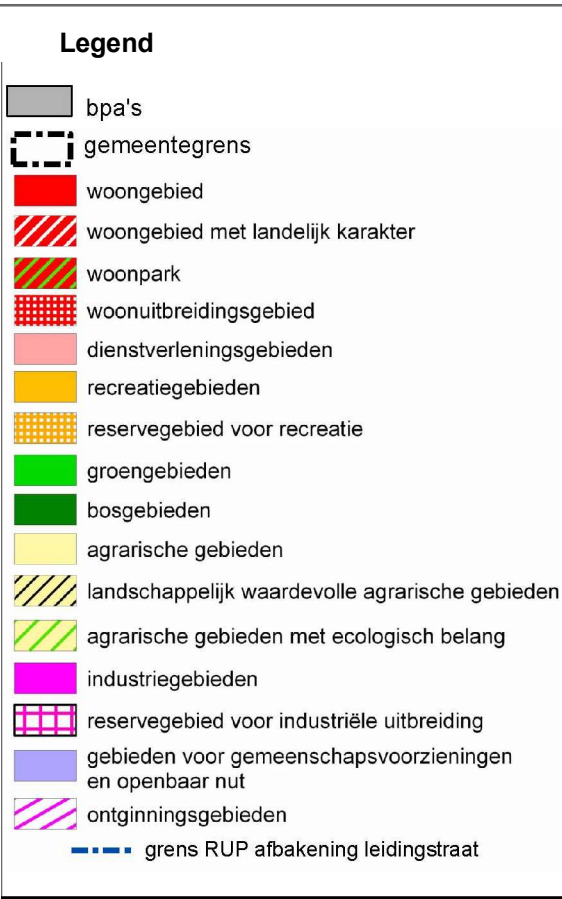 Legend
bpa's
gemeentegrens
woongebied
woongebied met landelijk karakter
woonpark
woonuitbreidingsgebied
dienstverleningsgebieden
recreatiegebieden
reservegebied voor recreatie
groengebieden
bosgebieden
agrarische gebieden
landschappelijk waardevolle agrarische gebieden
agrarische gebieden met ecologisch belang
industriegebieden
reservegebied voor industriële uitbreiding
gebieden voor gemeenschapsvoorzieningen
en openbaar nut
ontginningsgebieden
grens RUP afbakening leidingstraat